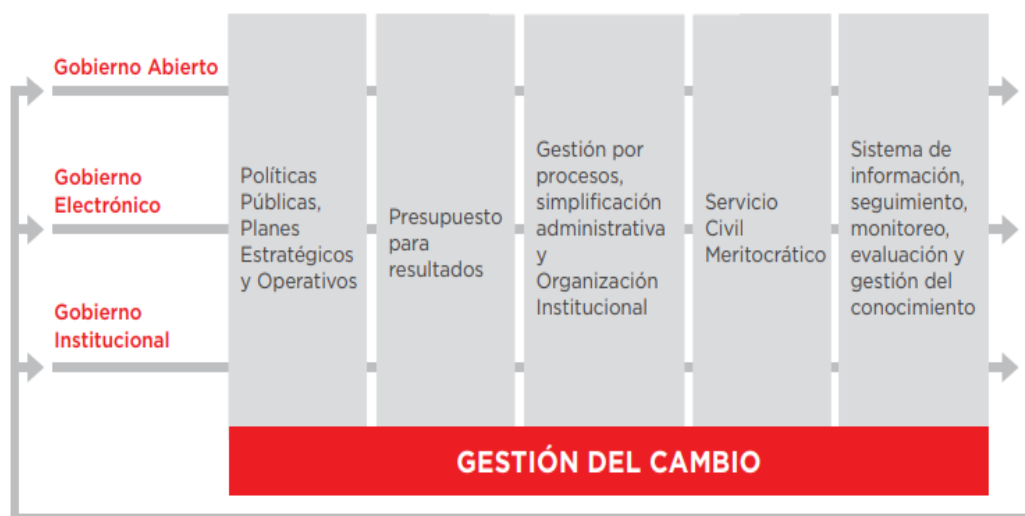 Gobierno Abierto
Gobierno
Electrónico
Gobierno
Institucional
Políticas
Públicas,
Planes
Estratégicos
y Operativos
Presupuesto
para
resultados
Gestión por
procesos,
simplificación
administrativa
y
Organización
Institucional
Servicio
Civil
Meritocrático
Sistema de
información,
seguimiento,
monitoreo,
evaluación y
gestión del
conocimiento
GESTIÓN DEL CAMBIO